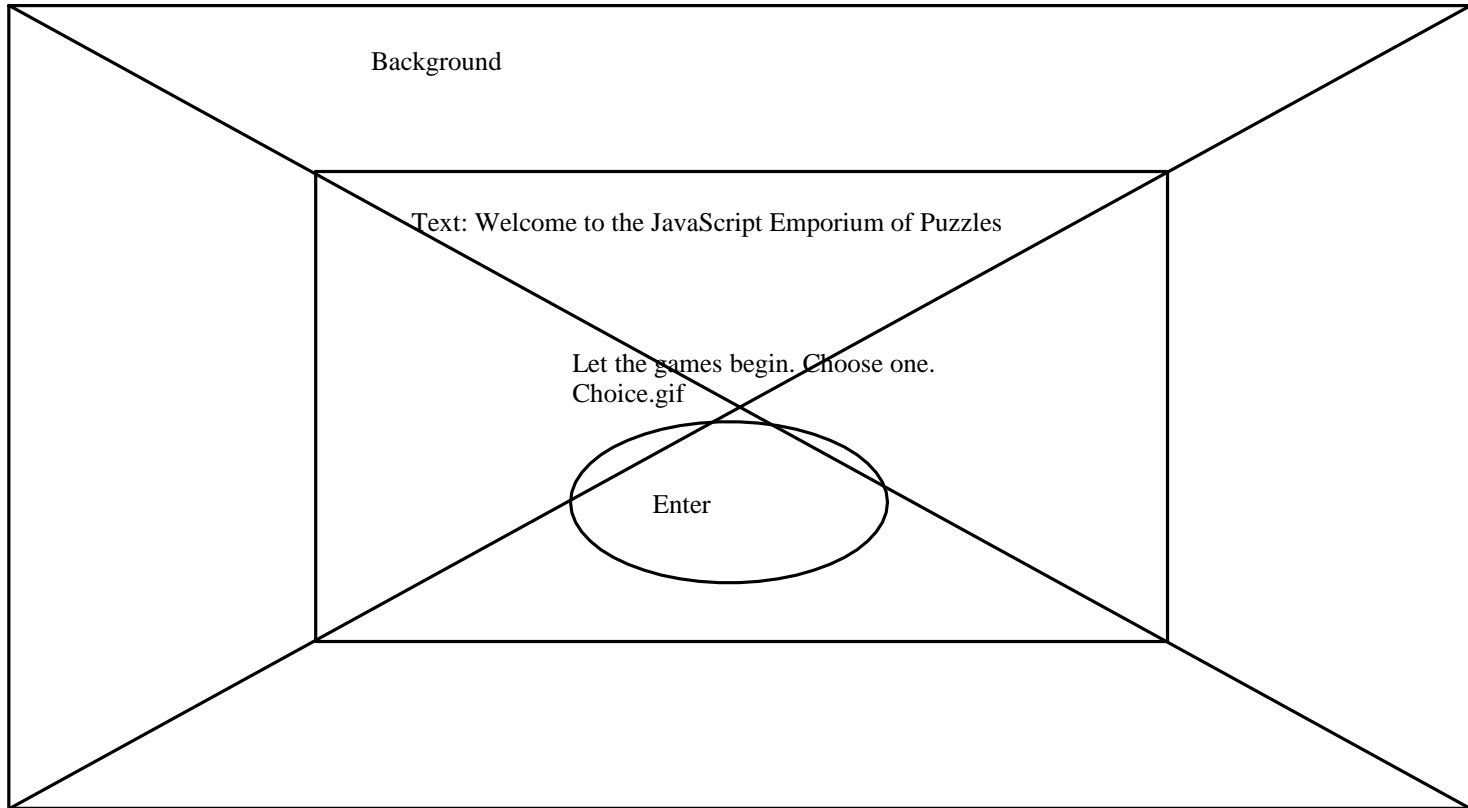 Background
Text: Welcome to the JavaScript Emporium of Puzzles
Let the games begin. Choose one.
Choice.gif
Enter